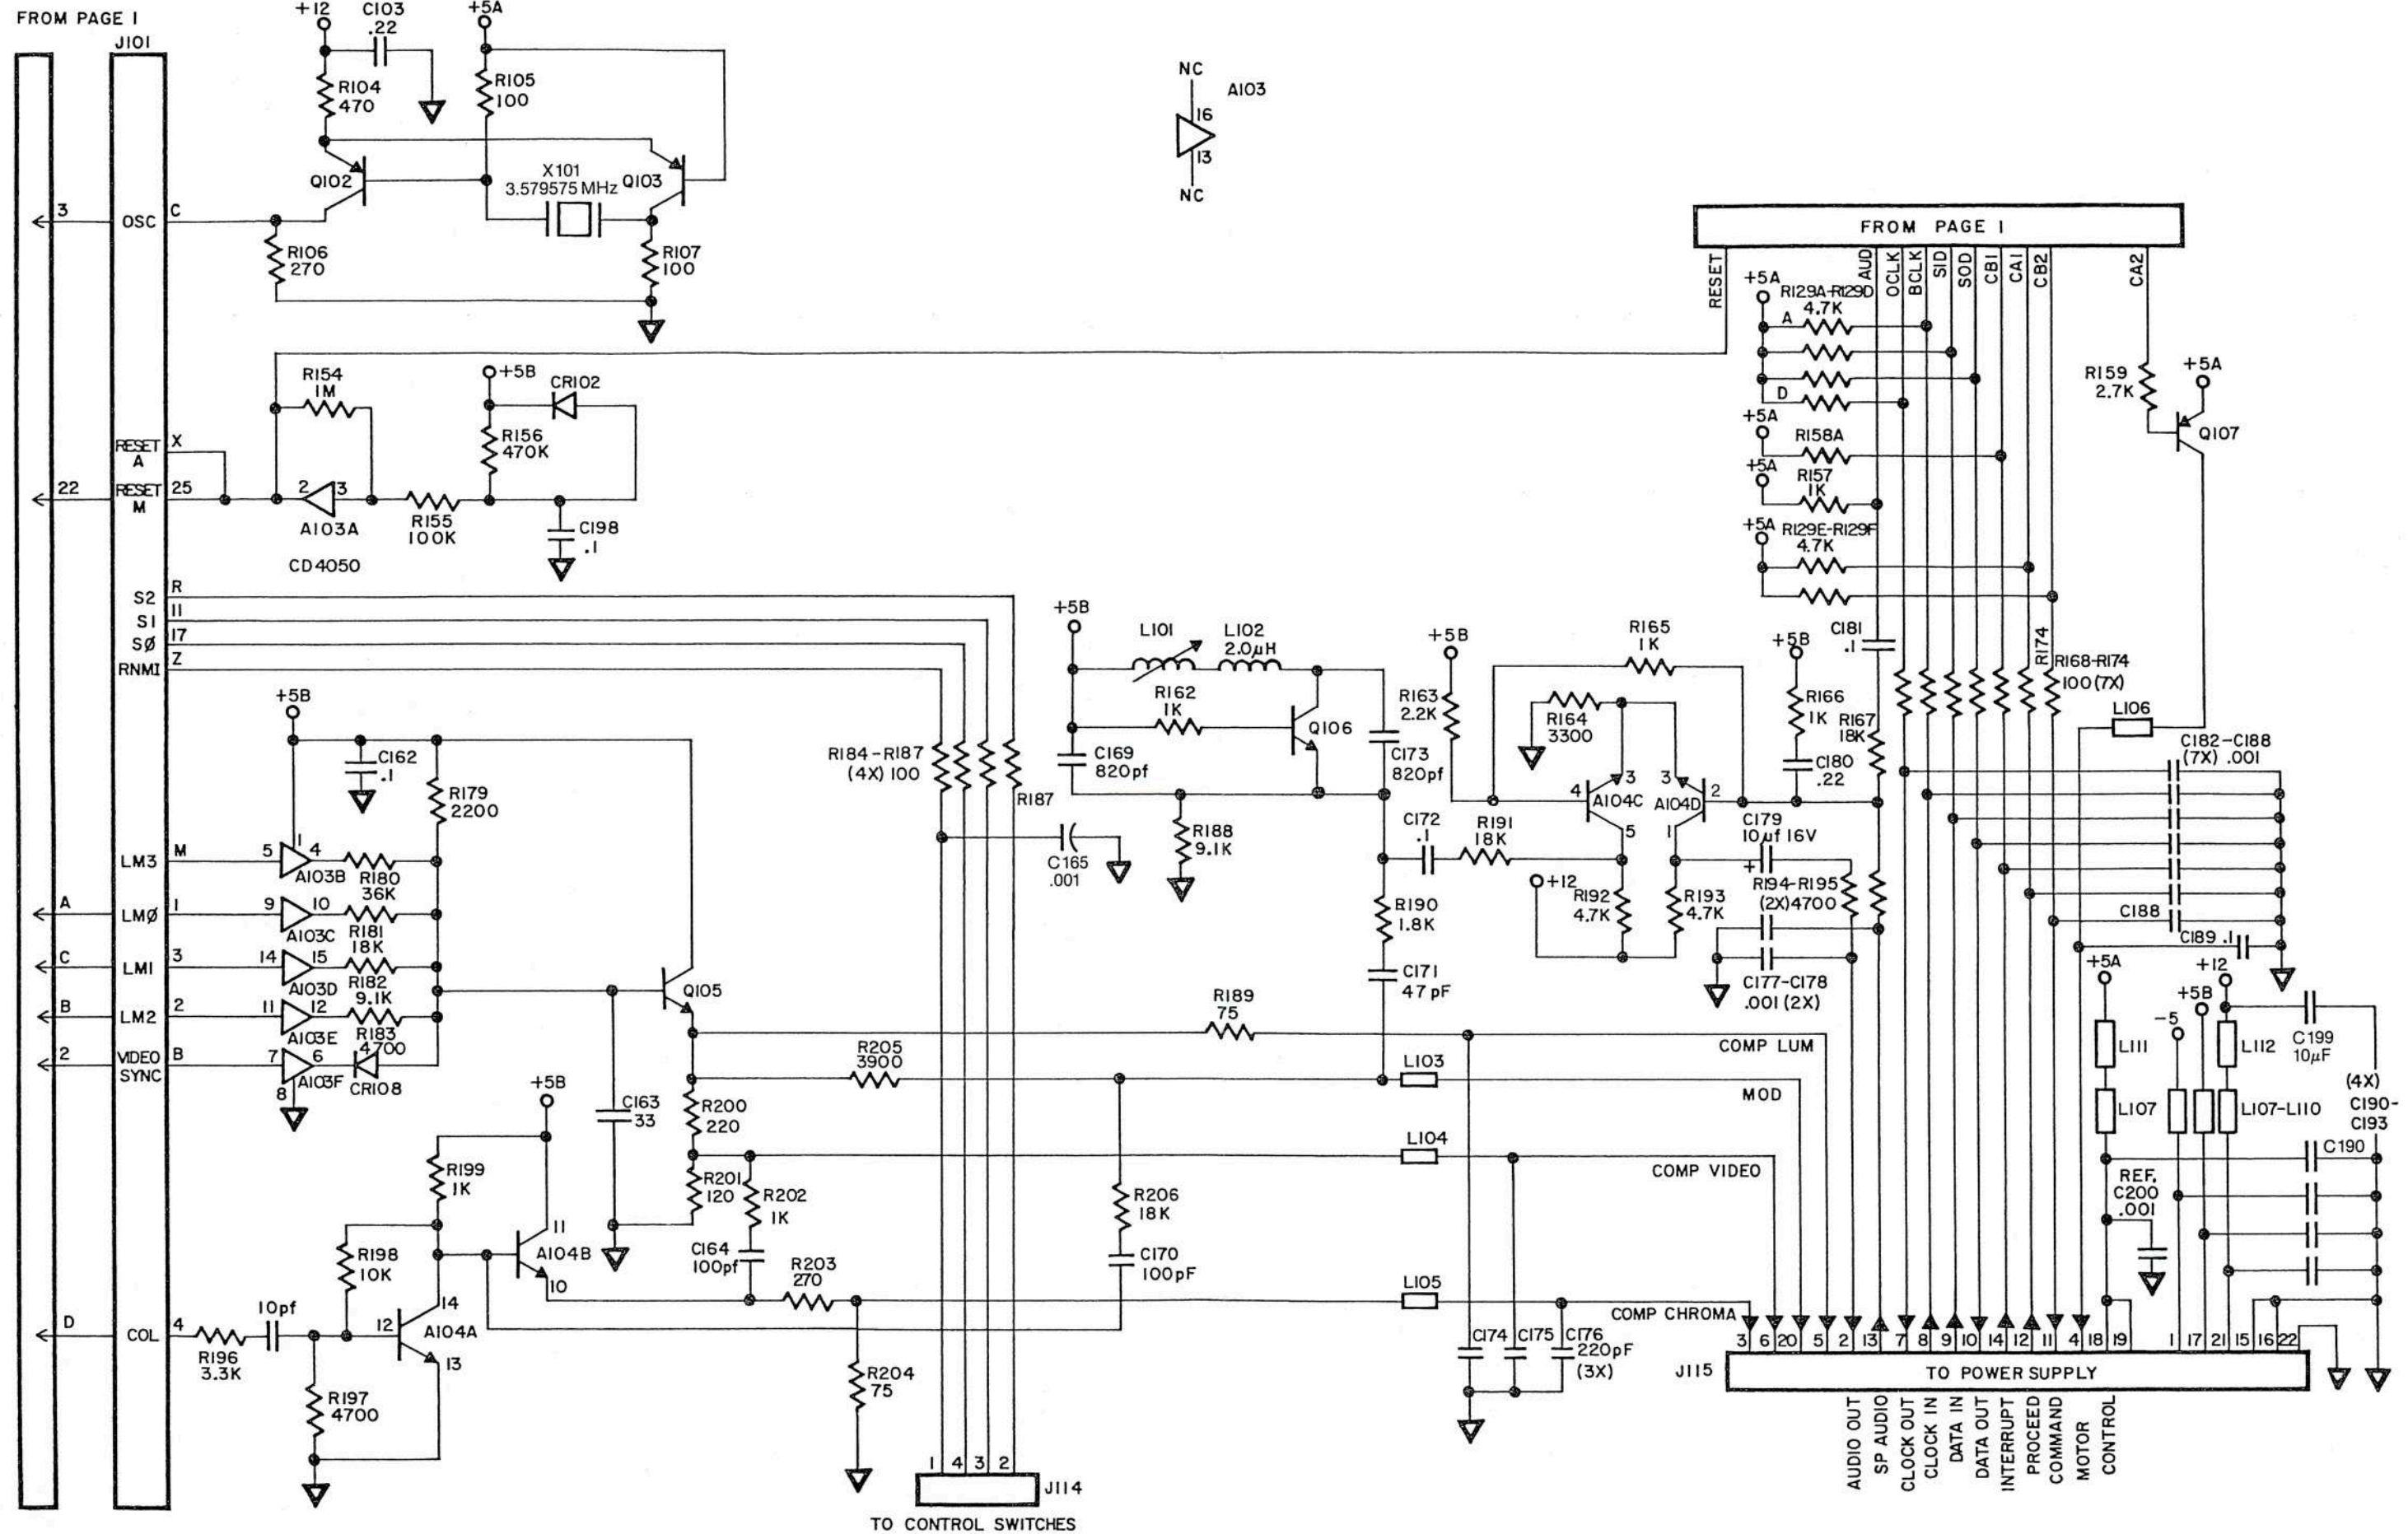 FROM PAGE 1
J101
+12
C103
.22
+5A
R104
470
R105
100
Q102
X101
3.579575 MHz
Q103
3
OSC
C
R106
270
R107
100
NC
16
A103
13
NC
FROM PAGE 1
RESET
AUD
OCLK
BCLK
SID
SOD
CB1
CA1
CB2
CA2
+5A
R129A-R129D
4.7K
A
D
+5A
R158A
+5A
R157
1K
+5A
R129E-R129F
4.7K
R159
2.7K
+5A
Q107
R154
1M
+5B
CR102
R156
470K
RESET
A
X
22
RESET
M
25
2
3
A103A
R155
100K
C198
.1
CD4050
S2
R
S1
11
SØ
17
RNMI
Z
+5B
C162
.1
R179
2200
LM3
M
5
1
4
A103B
R180
36K
A
LMØ
1
9
10
A103C
R181
18K
C
LM1
3
14
15
A103D
R182
9.1K
B
LM2
2
11
12
A103E
R183
4700
2
VIDEO
SYNC
B
7
6
A103F
8
CR108
Q105
+5B
C163
33
R199
1K
R198
10K
11
A104B
10
10pf
14
12
A104A
13
D
COL
4
R196
3.3K
R197
4700
R205
3900
R200
220
R201
120
R202
1K
C164
100pf
R203
270
R204
75
R184-R187
(4X) 100
R187
C165
.001
+5B
L101
L102
2.0µH
R162
1K
Q106
C169
820pf
C173
820pf
R188
9.1K
C172
.1
R191
18K
R190
1.8K
C171
47pF
R189
75
L103
L104
L105
R206
18K
C170
100pF
+5B
R163
2.2K
R165
1K
R164
3300
4
3
A104C
5
3
2
A104D
1
+12
R192
4.7K
R193
4.7K
+5B
R166
1K
C180
.22
C181
.1
R167
18K
C179
10µf 16V
+
R194-R195
(2X)4700
C177-C178
.001 (2X)
R174
R168-R174
100(7X)
L106
C182-C188
(7X) .001
C188
C189 .1
+5A
L111
L107
-5
+5B
+12
L112
C199
10µF
L107-L110
(4X)
C190-
C193
C190
REF.
C200
.001
COMP LUM
MOD
COMP VIDEO
COMP CHROMA
C174
C175
C176
220pF
(3X)
3
6
20
5
2
13
7
8
9
10
14
12
11
4
18
19
1
17
21
15
16
22
J115
TO POWER SUPPLY
AUDIO OUT
SP AUDIO
CLOCK OUT
CLOCK IN
DATA IN
DATA OUT
INTERRUPT
PROCEED
COMMAND
MOTOR
CONTROL
1
4
3
2
J114
TO CONTROL SWITCHES